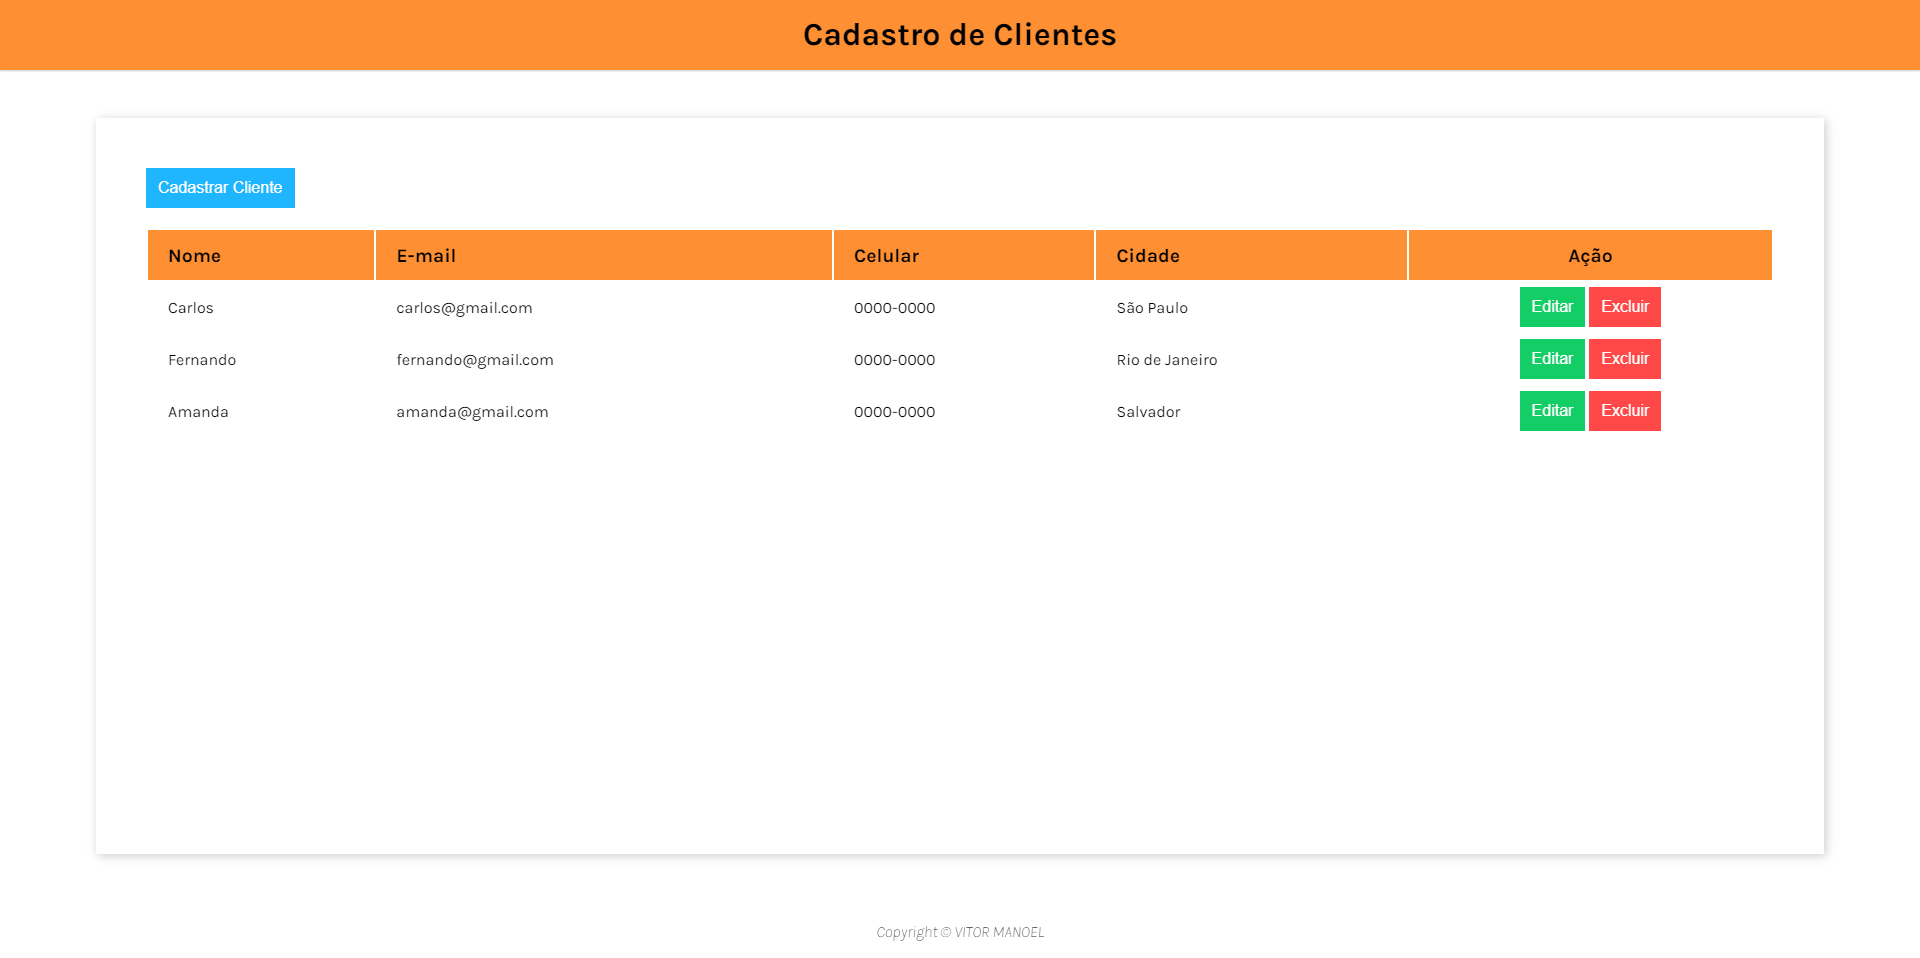 Cadastro de Clientes
Cadastrar Cliente
Nome E-mail Celular Cidade Ação
Carlos carlos@gmail.com 0000-0000 São Paulo Editar Excluir
Fernando fernando@gmail.com 0000-0000 Rio de Janeiro Editar Excluir
Amanda amanda@gmail.com 0000-0000 Salvador Editar Excluir
Copyright © VITOR MANOEL